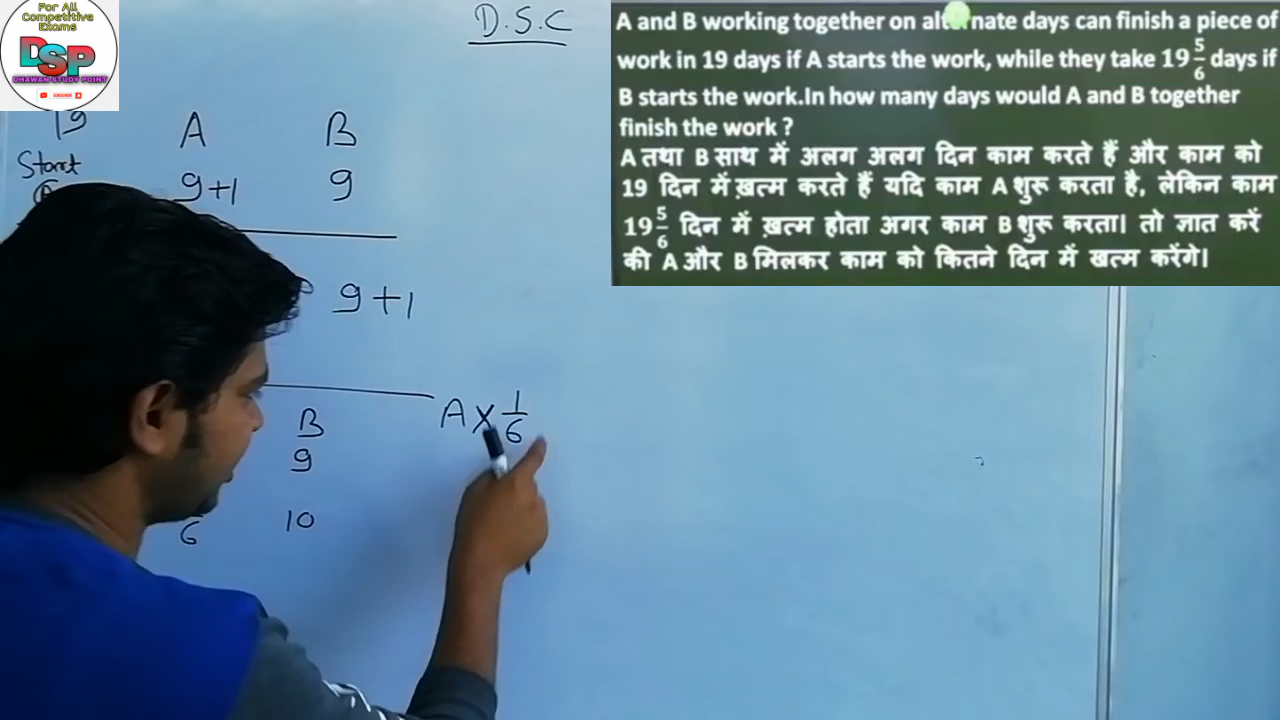 For All
Competitive
Exams
DSP
DHAWAN STUDY POINT
D.S.C
A and B working together on alternate days can finish a piece of
work in 19 days if A starts the work, while they take 19 5/6 days if
B starts the work.In how many days would A and B together
finish the work ?
A तथा B साथ में अलग अलग दिन काम करते हैं और काम को
19 दिन में ख़त्म करते हैं यदि काम A शुरू करता है, लेकिन काम
19 5/6 दिन में ख़त्म होता अगर काम B शुरू करता। तो ज्ञात करें
की A और B मिलकर काम को कितने दिन में खत्म करेंगे।
19 A B
Start
9+1 9
9+1
B A × 1/6
9
6 10